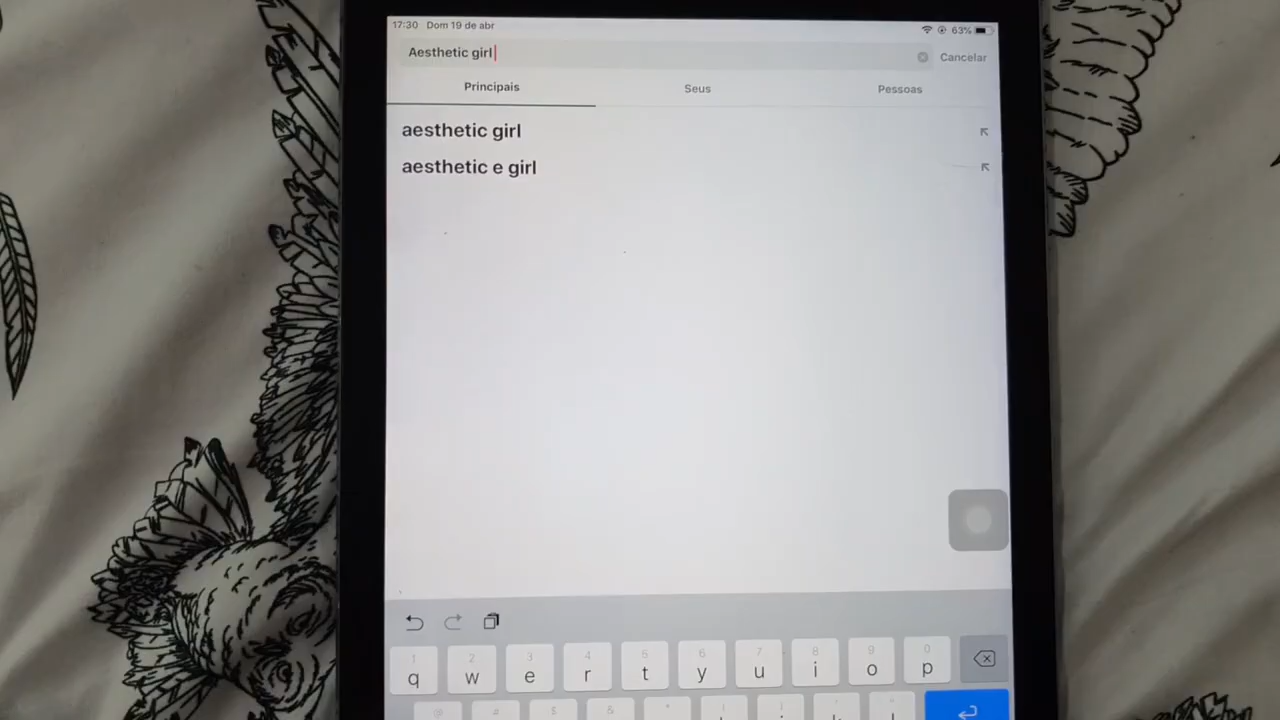 17:30 Dom 19 de abr
63%
Aesthetic girl
Cancelar
Principais
Seus
Pessoas
aesthetic girl
aesthetic e girl
1 2 3 4 5 6 7 8 9 0
q w e r t y u i o p